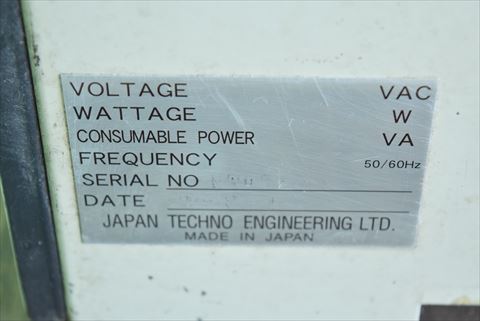 VOLTAGE VAC
WATTAGE W
CONSUMABLE POWER VA
FREQUENCY 50/60Hz
SERIAL NO
DATE
JAPAN TECHNO ENGINEERING LTD.
MADE IN JAPAN